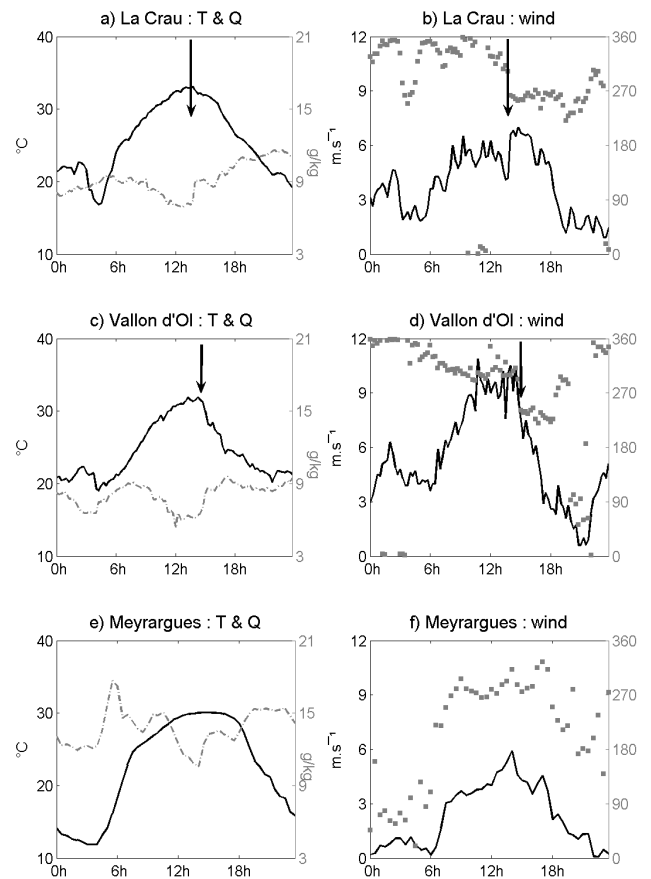 a) La Crau : T & Q
b) La Crau : wind
40
30
20
10
°C
21
15
9
3
g/kg
0h 6h 12h 18h
12
9
6
3
0
m.s⁻¹
360
270
180
90
0
0h 6h 12h 18h
c) Vallon d'Ol : T & Q
d) Vallon d'Ol : wind
40
30
20
10
°C
21
15
9
3
g/kg
0h 6h 12h 18h
12
9
6
3
0
m.s⁻¹
360
270
180
90
0
0h 6h 12h 18h
e) Meyrargues : T & Q
f) Meyrargues : wind
40
30
20
10
°C
21
15
9
3
g/kg
0h 6h 12h 18h
12
9
6
3
0
m.s⁻¹
360
270
180
90
0
0h 6h 12h 18h